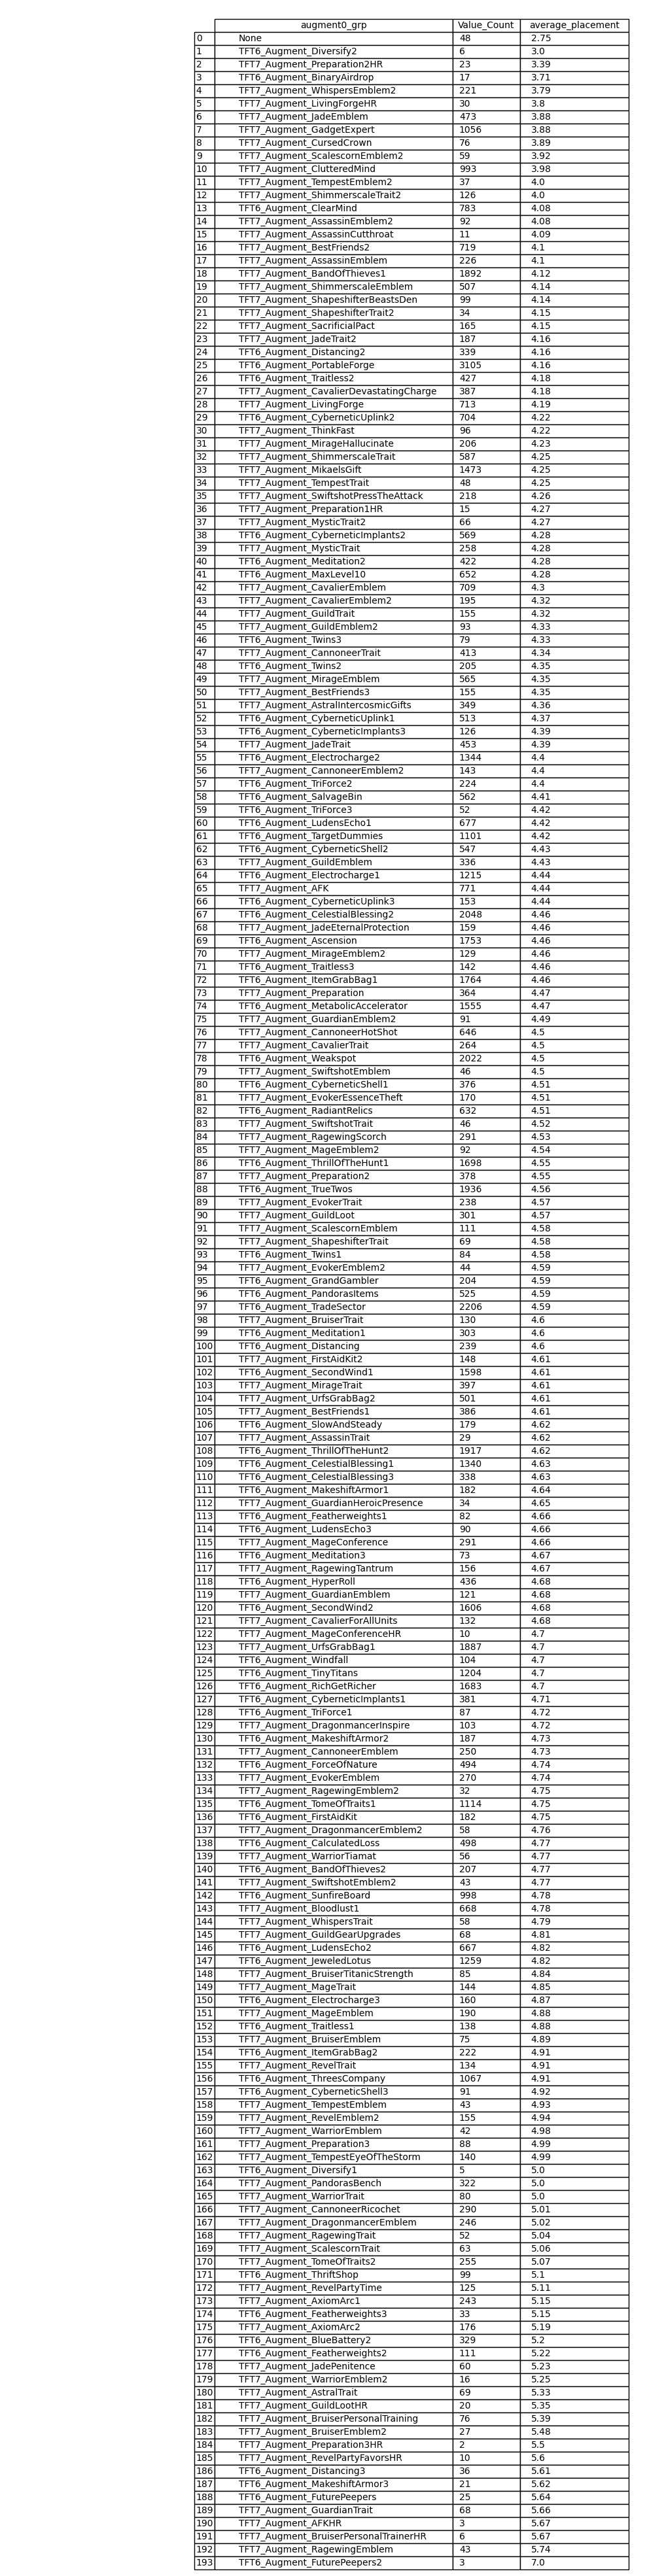 augment0_grp Value_Count average_placement
0 None 48 2.75
1 TFT6_Augment_Diversify2 6 3.0
2 TFT7_Augment_Preparation2HR 23 3.39
3 TFT6_Augment_BinaryAirdrop 17 3.71
4 TFT7_Augment_WhispersEmblem2 221 3.79
5 TFT7_Augment_LivingForgeHR 30 3.8
6 TFT7_Augment_JadeEmblem 473 3.88
7 TFT7_Augment_GadgetExpert 1056 3.88
8 TFT7_Augment_CursedCrown 76 3.89
9 TFT7_Augment_ScalescornEmblem2 59 3.92
10 TFT7_Augment_ClutteredMind 993 3.98
11 TFT7_Augment_TempestEmblem2 37 4.0
12 TFT7_Augment_ShimmerscaleTrait2 126 4.0
13 TFT6_Augment_ClearMind 783 4.08
14 TFT7_Augment_AssassinEmblem2 92 4.08
15 TFT7_Augment_AssassinCutthroat 11 4.09
16 TFT7_Augment_BestFriends2 719 4.1
17 TFT7_Augment_AssassinEmblem 226 4.1
18 TFT7_Augment_BandOfThieves1 1892 4.12
19 TFT7_Augment_ShimmerscaleEmblem 507 4.14
20 TFT7_Augment_ShapeshifterBeastsDen 99 4.14
21 TFT7_Augment_ShapeshifterTrait2 34 4.15
22 TFT7_Augment_SacrificialPact 165 4.15
23 TFT7_Augment_JadeTrait2 187 4.16
24 TFT6_Augment_Distancing2 339 4.16
25 TFT6_Augment_PortableForge 3105 4.16
26 TFT6_Augment_Traitless2 427 4.18
27 TFT7_Augment_CavalierDevastatingCharge 387 4.18
28 TFT7_Augment_LivingForge 713 4.19
29 TFT6_Augment_CyberneticUplink2 704 4.22
30 TFT7_Augment_ThinkFast 96 4.22
31 TFT7_Augment_MirageHallucinate 206 4.23
32 TFT7_Augment_ShimmerscaleTrait 587 4.25
33 TFT7_Augment_MikaelsGift 1473 4.25
34 TFT7_Augment_TempestTrait 48 4.25
35 TFT7_Augment_SwiftshotPressTheAttack 218 4.26
36 TFT7_Augment_Preparation1HR 15 4.27
37 TFT7_Augment_MysticTrait2 66 4.27
38 TFT6_Augment_CyberneticImplants2 569 4.28
39 TFT7_Augment_MysticTrait 258 4.28
40 TFT6_Augment_Meditation2 422 4.28
41 TFT7_Augment_MaxLevel10 652 4.28
42 TFT7_Augment_CavalierEmblem 709 4.3
43 TFT7_Augment_CavalierEmblem2 195 4.32
44 TFT7_Augment_GuildTrait 155 4.32
45 TFT7_Augment_GuildEmblem2 93 4.33
46 TFT6_Augment_Twins3 79 4.33
47 TFT7_Augment_CannoneerTrait 413 4.34
48 TFT6_Augment_Twins2 205 4.35
49 TFT7_Augment_MirageEmblem 565 4.35
50 TFT7_Augment_BestFriends3 155 4.35
51 TFT7_Augment_AstralIntercosmicGifts 349 4.36
52 TFT6_Augment_CyberneticUplink1 513 4.37
53 TFT6_Augment_CyberneticImplants3 126 4.39
54 TFT7_Augment_JadeTrait 453 4.39
55 TFT6_Augment_Electrocharge2 1344 4.4
56 TFT7_Augment_CannoneerEmblem2 143 4.4
57 TFT6_Augment_TriForce2 224 4.4
58 TFT6_Augment_SalvageBin 562 4.41
59 TFT6_Augment_TriForce3 52 4.42
60 TFT6_Augment_LudensEcho1 677 4.42
61 TFT6_Augment_TargetDummies 1101 4.42
62 TFT6_Augment_CyberneticShell2 547 4.43
63 TFT7_Augment_GuildEmblem 336 4.43
64 TFT6_Augment_Electrocharge1 1215 4.44
65 TFT7_Augment_AFK 771 4.44
66 TFT6_Augment_CyberneticUplink3 153 4.44
67 TFT6_Augment_CelestialBlessing2 2048 4.46
68 TFT7_Augment_JadeEternalProtection 159 4.46
69 TFT6_Augment_Ascension 1753 4.46
70 TFT7_Augment_MirageEmblem2 129 4.46
71 TFT6_Augment_Traitless3 142 4.46
72 TFT6_Augment_ItemGrabBag1 1764 4.46
73 TFT7_Augment_Preparation 364 4.47
74 TFT6_Augment_MetabolicAccelerator 1555 4.47
75 TFT7_Augment_GuardianEmblem2 91 4.49
76 TFT7_Augment_CannoneerHotShot 646 4.5
77 TFT7_Augment_CavalierTrait 264 4.5
78 TFT6_Augment_Weakspot 2022 4.5
79 TFT7_Augment_SwiftshotEmblem 46 4.5
80 TFT6_Augment_CyberneticShell1 376 4.51
81 TFT7_Augment_EvokerEssenceTheft 170 4.51
82 TFT6_Augment_RadiantRelics 632 4.51
83 TFT7_Augment_SwiftshotTrait 46 4.52
84 TFT7_Augment_RagewingScorch 291 4.53
85 TFT7_Augment_MageEmblem2 92 4.54
86 TFT6_Augment_ThrillOfTheHunt1 1698 4.55
87 TFT7_Augment_Preparation2 378 4.55
88 TFT6_Augment_TrueTwos 1936 4.56
89 TFT7_Augment_EvokerTrait 238 4.57
90 TFT7_Augment_GuildLoot 301 4.57
91 TFT7_Augment_ScalescornEmblem 111 4.58
92 TFT7_Augment_ShapeshifterTrait 69 4.58
93 TFT6_Augment_Twins1 84 4.58
94 TFT7_Augment_EvokerEmblem2 44 4.59
95 TFT6_Augment_GrandGambler 204 4.59
96 TFT6_Augment_PandorasItems 525 4.59
97 TFT6_Augment_TradeSector 2206 4.59
98 TFT7_Augment_BruiserTrait 130 4.6
99 TFT6_Augment_Meditation1 303 4.6
100 TFT6_Augment_Distancing 239 4.6
101 TFT7_Augment_FirstAidKit2 148 4.61
102 TFT6_Augment_SecondWind1 1598 4.61
103 TFT7_Augment_MirageTrait 397 4.61
104 TFT7_Augment_UrfsGrabBag2 501 4.61
105 TFT7_Augment_BestFriends1 386 4.61
106 TFT6_Augment_SlowAndSteady 179 4.62
107 TFT7_Augment_AssassinTrait 29 4.62
108 TFT6_Augment_ThrillOfTheHunt2 1917 4.62
109 TFT6_Augment_CelestialBlessing1 1340 4.63
110 TFT6_Augment_CelestialBlessing3 338 4.63
111 TFT6_Augment_MakeshiftArmor1 182 4.64
112 TFT7_Augment_GuardianHeroicPresence 34 4.65
113 TFT6_Augment_Featherweights1 82 4.66
114 TFT6_Augment_LudensEcho3 90 4.66
115 TFT7_Augment_MageConference 291 4.66
116 TFT6_Augment_Meditation3 73 4.67
117 TFT7_Augment_RagewingTantrum 156 4.67
118 TFT6_Augment_HyperRoll 436 4.68
119 TFT7_Augment_GuardianEmblem 121 4.68
120 TFT6_Augment_SecondWind2 1606 4.68
121 TFT7_Augment_CavalierForAllUnits 132 4.68
122 TFT7_Augment_MageConferenceHR 10 4.7
123 TFT7_Augment_UrfsGrabBag1 1887 4.7
124 TFT6_Augment_Windfall 104 4.7
125 TFT6_Augment_TinyTitans 1204 4.7
126 TFT6_Augment_RichGetRicher 1683 4.7
127 TFT6_Augment_CyberneticImplants1 381 4.71
128 TFT6_Augment_TriForce1 87 4.72
129 TFT7_Augment_DragonmancerInspire 103 4.72
130 TFT6_Augment_MakeshiftArmor2 187 4.73
131 TFT7_Augment_CannoneerEmblem 250 4.73
132 TFT6_Augment_ForceOfNature 494 4.74
133 TFT7_Augment_EvokerEmblem 270 4.74
134 TFT7_Augment_RagewingEmblem2 32 4.75
135 TFT6_Augment_TomeOfTraits1 1114 4.75
136 TFT6_Augment_FirstAidKit 182 4.75
137 TFT7_Augment_DragonmancerEmblem2 58 4.76
138 TFT6_Augment_CalculatedLoss 498 4.77
139 TFT7_Augment_WarriorTiamat 56 4.77
140 TFT6_Augment_BandOfThieves2 207 4.77
141 TFT7_Augment_SwiftshotEmblem2 43 4.77
142 TFT6_Augment_SunfireBoard 998 4.78
143 TFT7_Augment_Bloodlust1 668 4.78
144 TFT7_Augment_WhispersTrait 58 4.79
145 TFT7_Augment_GuildGearUpgrades 68 4.81
146 TFT6_Augment_LudensEcho2 667 4.82
147 TFT6_Augment_JeweledLotus 1259 4.82
148 TFT7_Augment_BruiserTitanicStrength 85 4.84
149 TFT7_Augment_MageTrait 144 4.85
150 TFT6_Augment_Electrocharge3 160 4.87
151 TFT7_Augment_MageEmblem 190 4.88
152 TFT6_Augment_Traitless1 138 4.88
153 TFT7_Augment_BruiserEmblem 75 4.89
154 TFT6_Augment_ItemGrabBag2 222 4.91
155 TFT7_Augment_RevelTrait 134 4.91
156 TFT6_Augment_ThreesCompany 1067 4.91
157 TFT6_Augment_CyberneticShell3 91 4.92
158 TFT7_Augment_TempestEmblem 43 4.93
159 TFT7_Augment_RevelEmblem2 155 4.94
160 TFT7_Augment_WarriorEmblem 42 4.98
161 TFT7_Augment_Preparation3 88 4.99
162 TFT7_Augment_TempestEyeOfTheStorm 140 4.99
163 TFT6_Augment_Diversify1 5 5.0
164 TFT6_Augment_PandorasBench 322 5.0
165 TFT7_Augment_WarriorTrait 80 5.0
166 TFT7_Augment_CannoneerRicochet 290 5.01
167 TFT7_Augment_DragonmancerEmblem 246 5.02
168 TFT7_Augment_RagewingTrait 52 5.04
169 TFT7_Augment_ScalescornTrait 63 5.06
170 TFT7_Augment_TomeOfTraits2 255 5.07
171 TFT6_Augment_ThriftShop 99 5.1
172 TFT7_Augment_RevelPartyTime 125 5.11
173 TFT7_Augment_AxiomArc1 243 5.15
174 TFT6_Augment_Featherweights3 33 5.15
175 TFT7_Augment_AxiomArc2 176 5.19
176 TFT6_Augment_BlueBattery2 329 5.2
177 TFT6_Augment_Featherweights2 111 5.22
178 TFT7_Augment_JadePenitence 60 5.23
179 TFT7_Augment_WarriorEmblem2 16 5.25
180 TFT7_Augment_AstralTrait 69 5.33
181 TFT7_Augment_GuildLootHR 20 5.35
182 TFT7_Augment_BruiserPersonalTraining 76 5.39
183 TFT7_Augment_BruiserEmblem2 27 5.48
184 TFT7_Augment_Preparation3HR 2 5.5
185 TFT7_Augment_RevelPartyFavorsHR 10 5.6
186 TFT6_Augment_Distancing3 36 5.61
187 TFT6_Augment_MakeshiftArmor3 21 5.62
188 TFT6_Augment_FuturePeepers 25 5.64
189 TFT7_Augment_GuardianTrait 68 5.66
190 TFT7_Augment_AFKHR 3 5.67
191 TFT7_Augment_BruiserPersonalTrainerHR 6 5.67
192 TFT7_Augment_RagewingEmblem 43 5.74
193 TFT6_Augment_FuturePeepers2 3 7.0